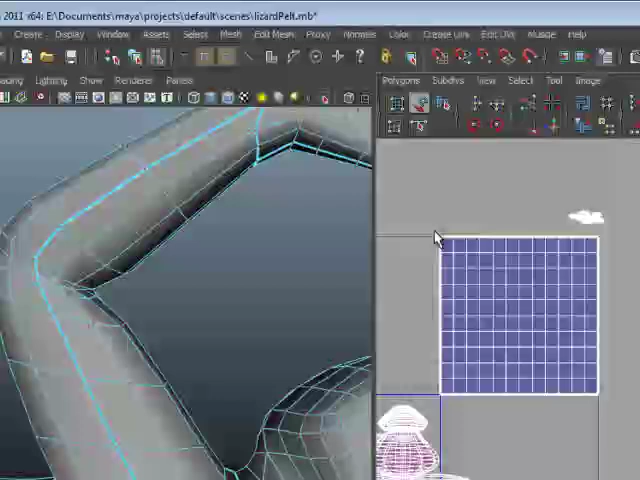 2011 x64: E:\Documents\maya\projects\default\scenes\lizardPelt.mb*
Create Display Window Assets Select Mesh Edit Mesh Proxy Normals Color Create UVs Edit UVs Muscle Help
Lighting Show Renderer Panels
Polygons Subdivs View Select Tool Image